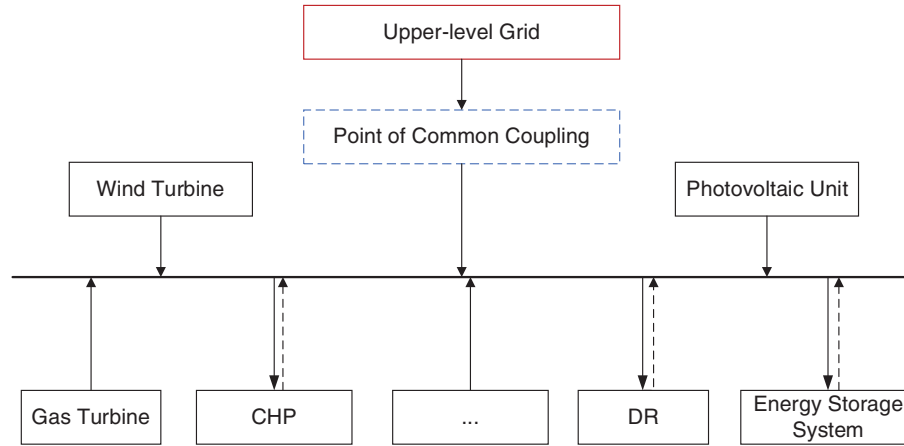 Upper-level Grid
Point of Common Coupling
Wind Turbine
Photovoltaic Unit
Gas Turbine
CHP
...
DR
Energy Storage
System